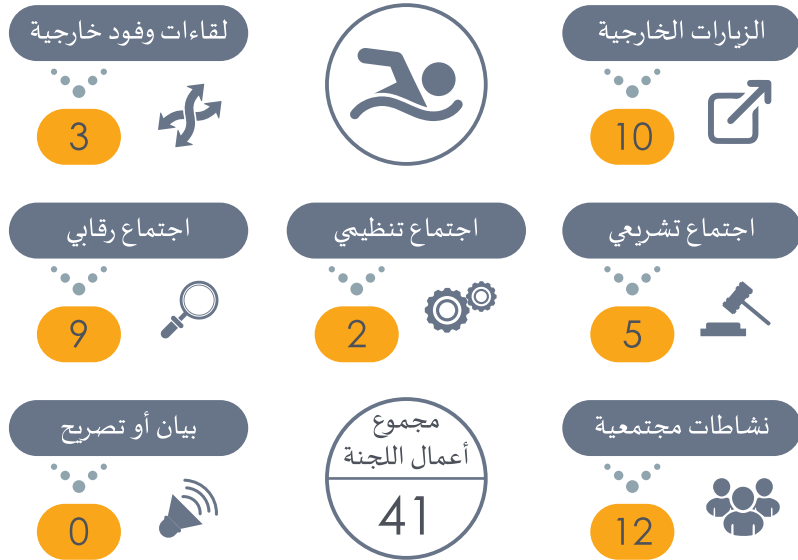 الزيارات الخارجية
10
لقاءات وفود خارجية
3
اجتماع تشريعي
5
اجتماع تنظيمي
2
اجتماع رقابي
9
نشاطات مجتمعية
12
مجموع
أعمال اللجنة
41
بيان أو تصريح
0